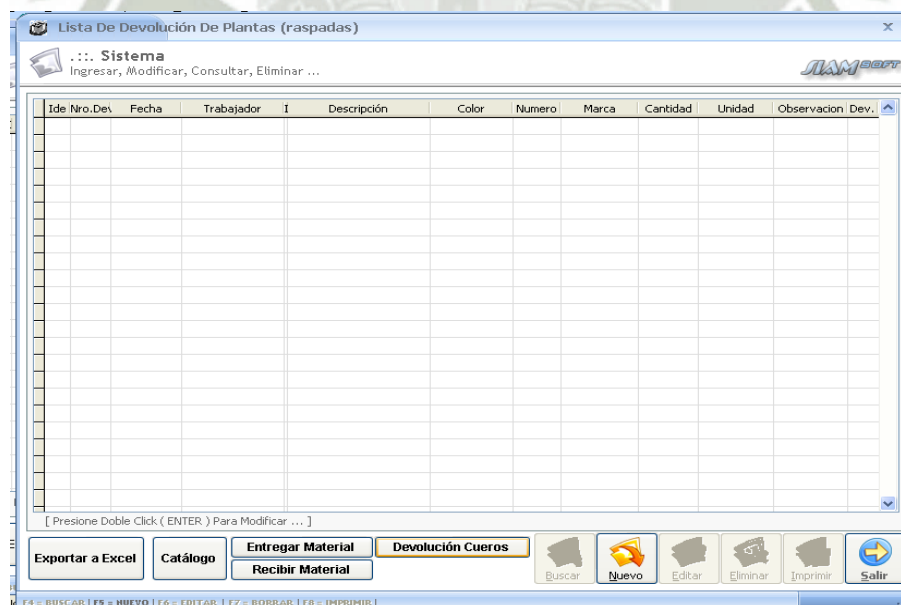 Lista De Devolución De Plantas (raspadas)
.::. Sistema
Ingresar, Modificar, Consultar, Eliminar ...
SIAM SOFT
Ide Nro.Dev Fecha Trabajador I Descripción Color Numero Marca Cantidad Unidad Observacion Dev.
[ Presione Doble Click ( ENTER ) Para Modificar ... ]
Exportar a Excel Catálogo Entregar Material Devolución Cueros
Recibir Material
Buscar Nuevo Editar Eliminar Imprimir Salir
F4 = BUSCAR | F5 = NUEVO | F6 = EDITAR | F7 = BORRAR | F8 = IMPRIMIR |